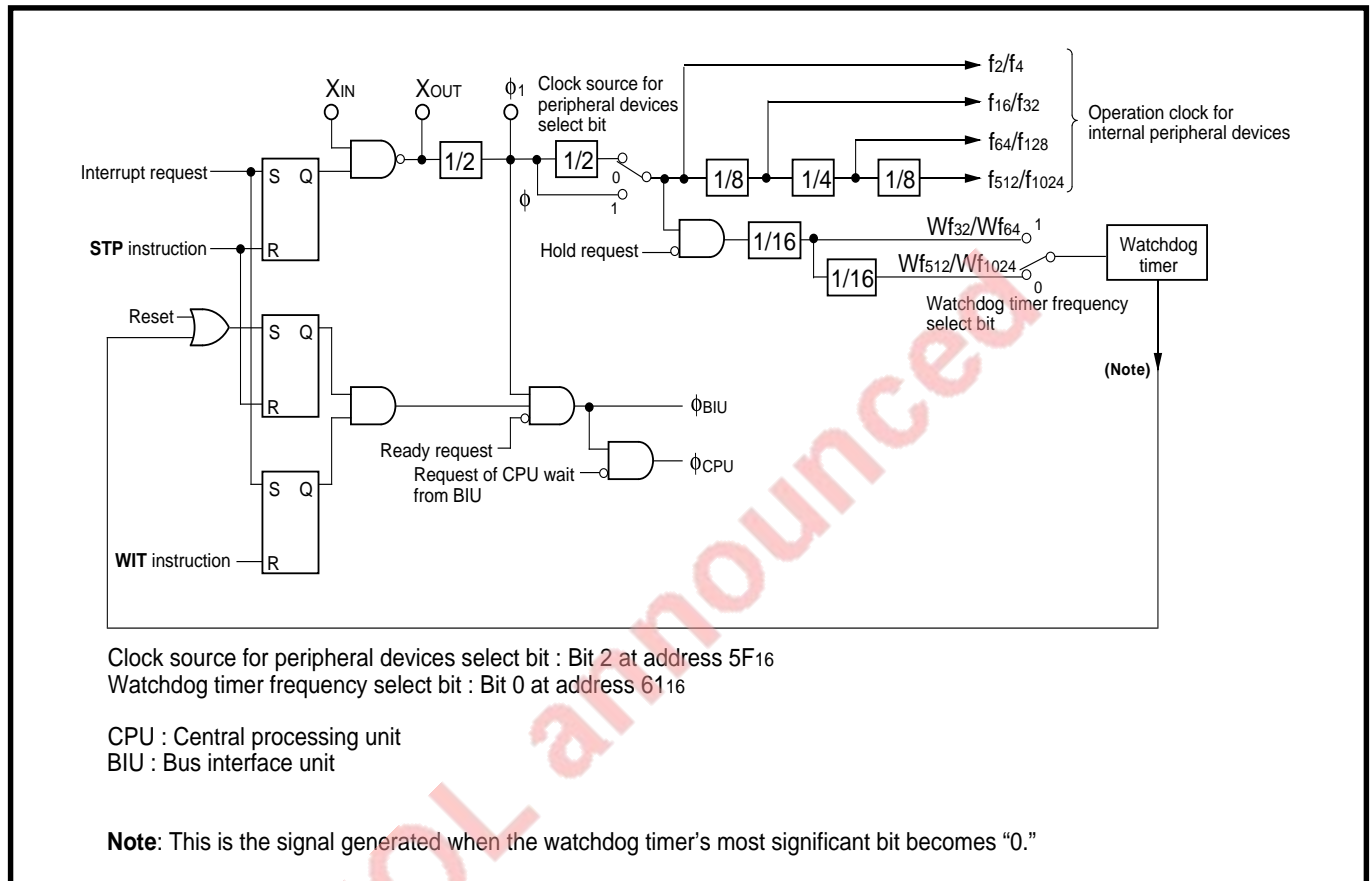 XIN
XOUT
ϕ1
Clock source for
peripheral devices
select bit
f2/f4
f16/f32
f64/f128
f512/f1024
Operation clock for
internal peripheral devices
Interrupt request
S Q
R
1/2
1/2
0
ϕ
1
1/8
1/4
1/8
STP instruction
Hold request
1/16
Wf32/Wf64
1
1/16
Wf512/Wf1024
0
Watchdog
timer
Watchdog timer frequency
select bit
Reset
S Q
R
(Note)
ϕBIU
Ready request
Request of CPU wait
from BIU
ϕCPU
S Q
R
WIT instruction
Clock source for peripheral devices select bit : Bit 2 at address 5F16
Watchdog timer frequency select bit : Bit 0 at address 6116
CPU : Central processing unit
BIU : Bus interface unit
Note: This is the signal generated when the watchdog timer’s most significant bit becomes “0.”
OL announced